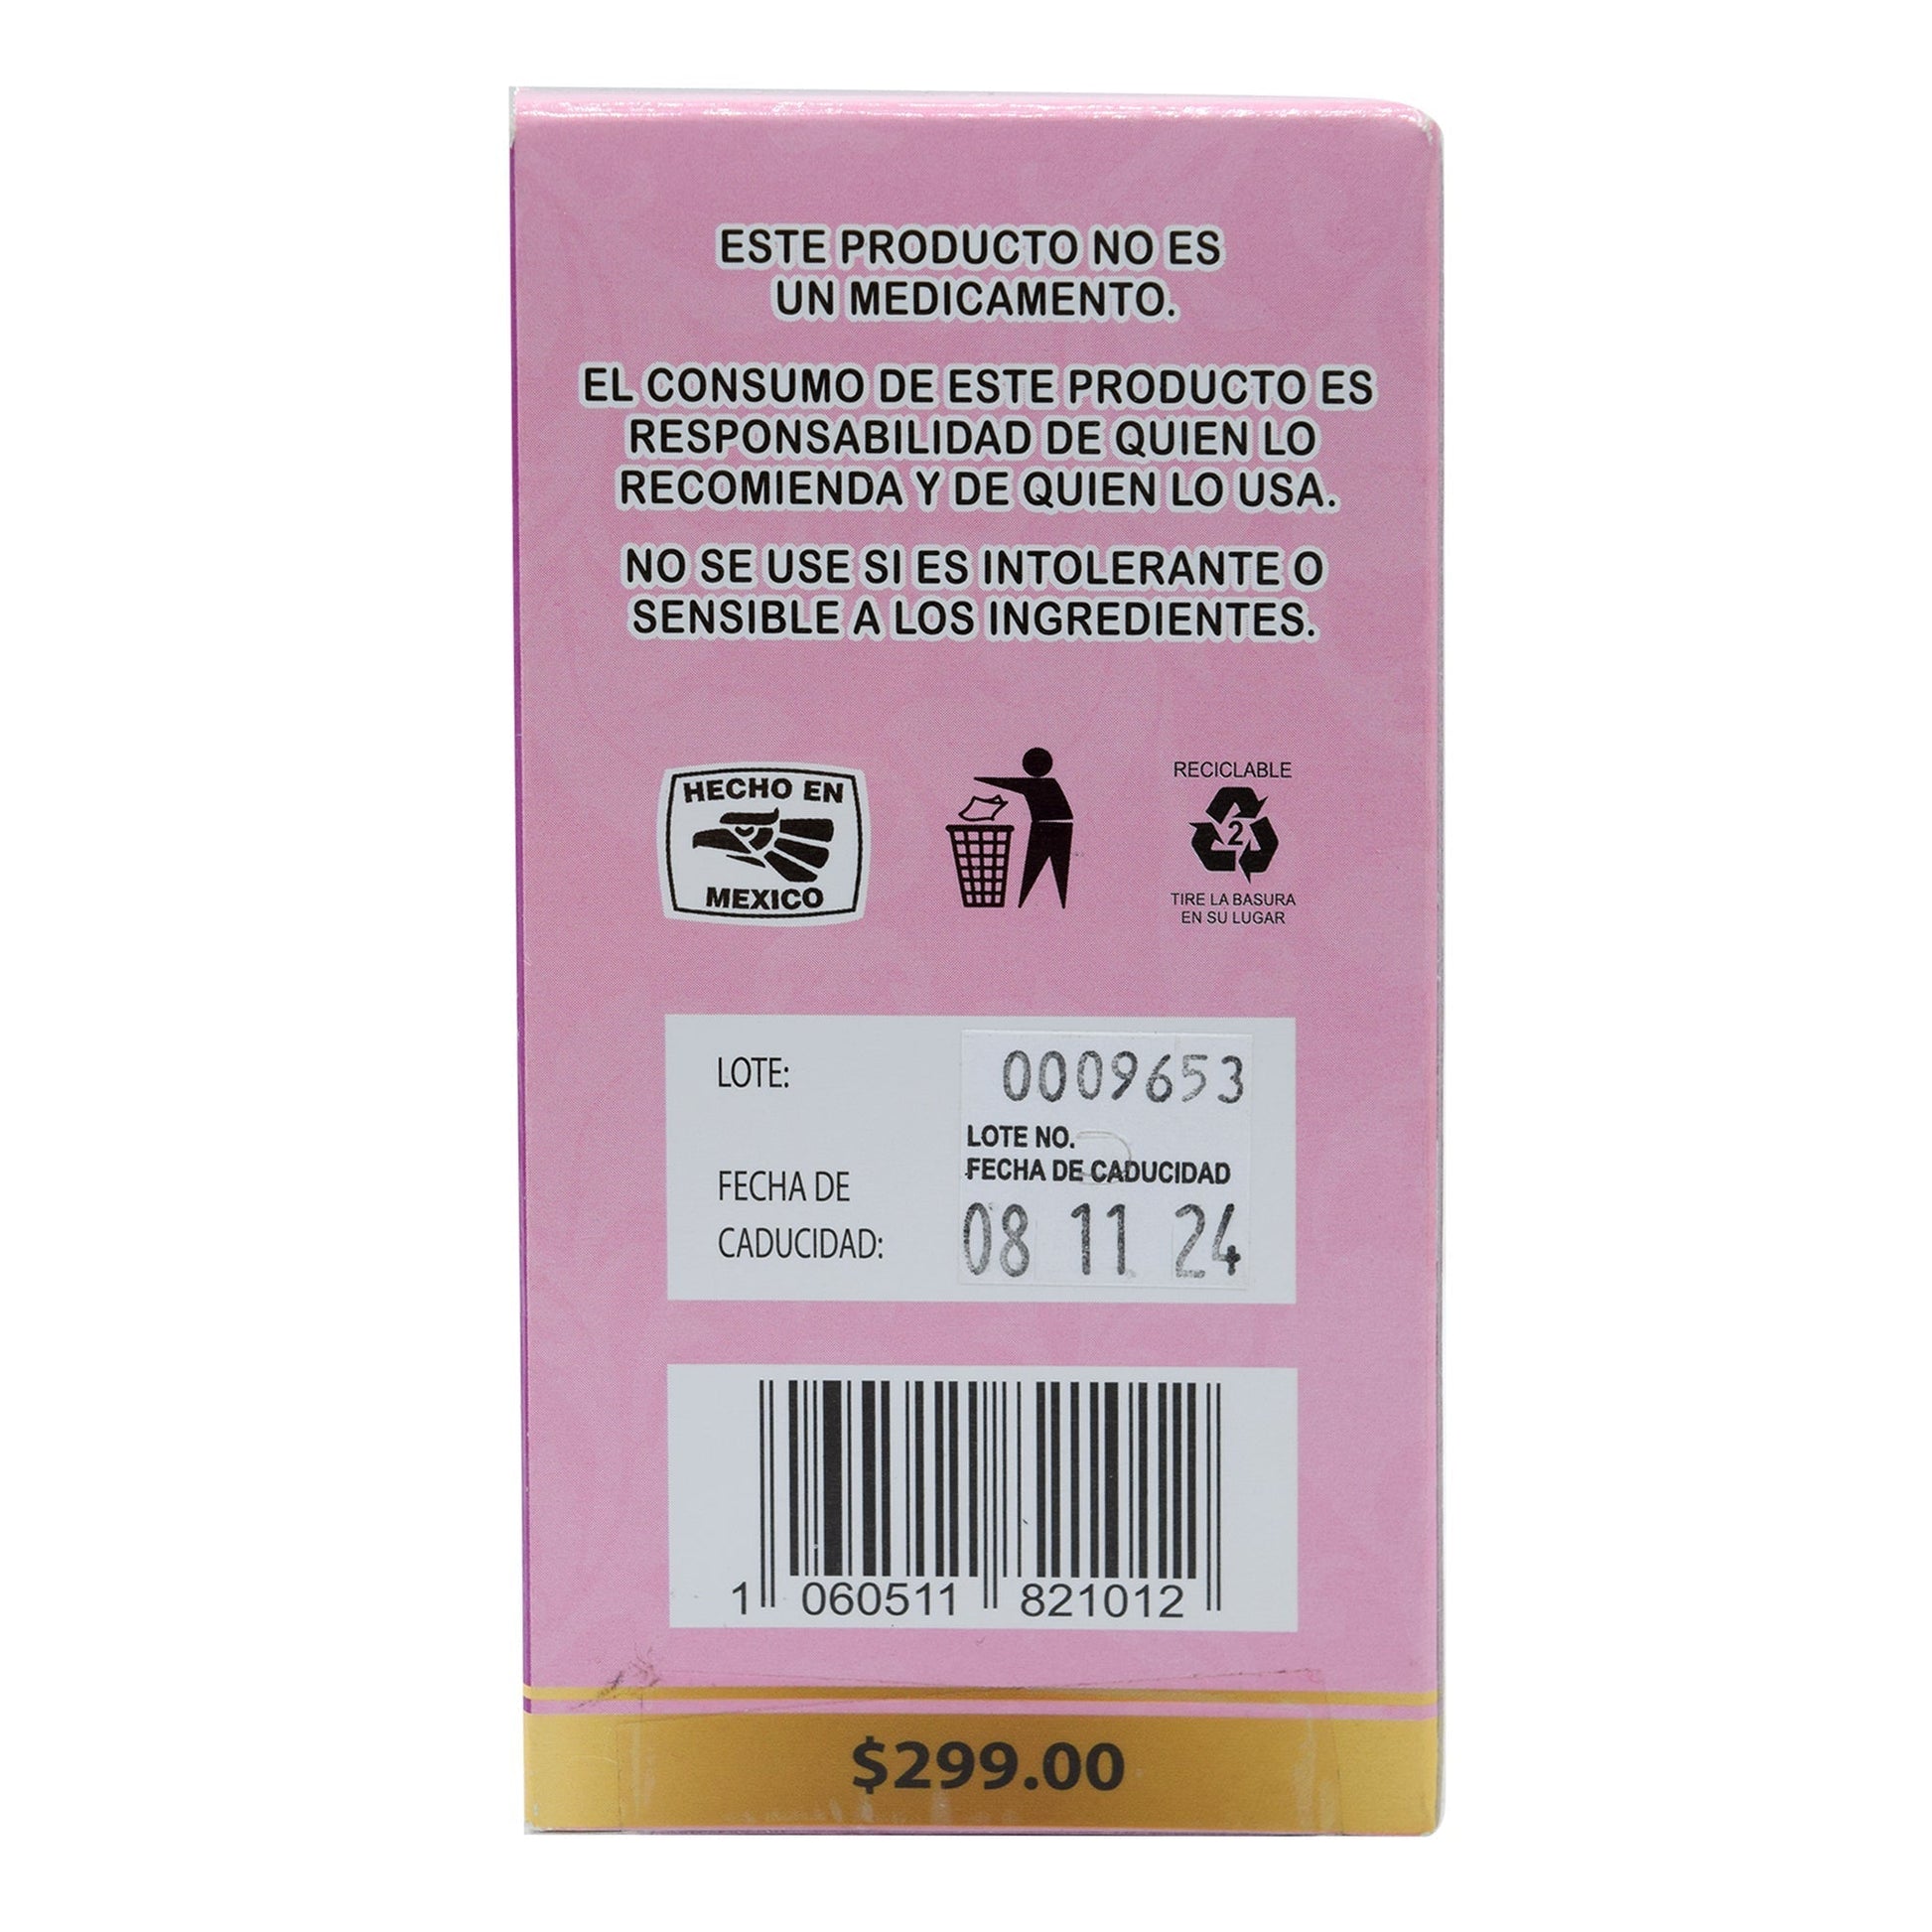 ESTE PRODUCTO NO ES
UN MEDICAMENTO.
EL CONSUMO DE ESTE PRODUCTO ES
RESPONSABILIDAD DE QUIEN LO
RECOMIENDA Y DE QUIEN LO USA.
NO SE USE SI ES INTOLERANTE O
SENSIBLE A LOS INGREDIENTES.
HECHO EN
MEXICO
RECICLABLE
2
TIRE LA BASURA
EN SU LUGAR
LOTE:
0009653
LOTE NO.
FECHA DE CADUCIDAD
FECHA DE
CADUCIDAD:
08 11 24
1 060511 821012
$299.00